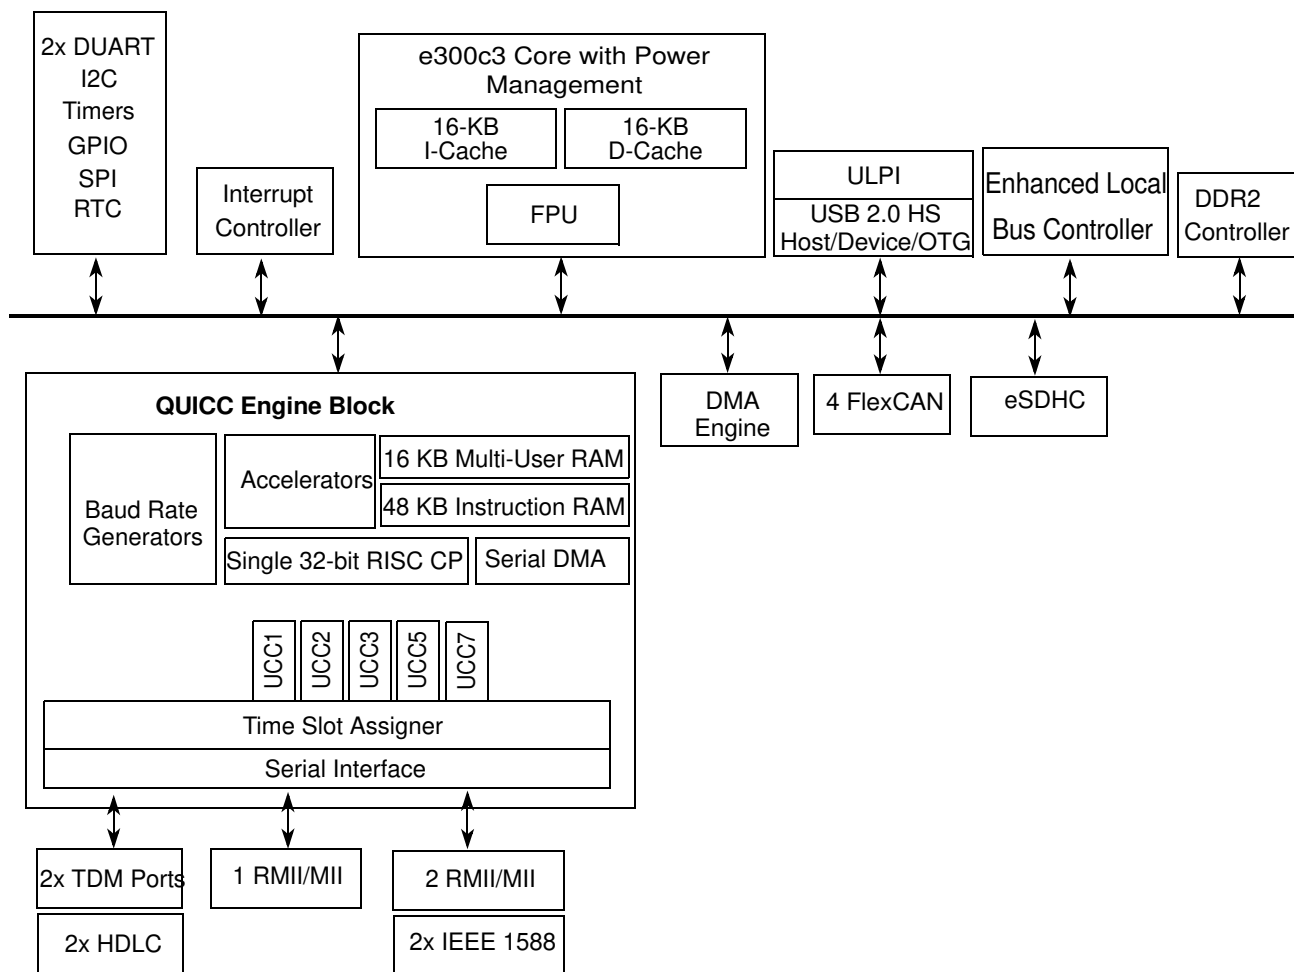 2x DUART
I2C
Timers
GPIO
SPI
RTC
Interrupt
Controller
e300c3 Core with Power
Management
16-KB
I-Cache
16-KB
D-Cache
FPU
ULPI
USB 2.0 HS
Host/Device/OTG
Enhanced Local
Bus Controller
DDR2
Controller
QUICC Engine Block
Baud Rate
Generators
Accelerators
16 KB Multi-User RAM
48 KB Instruction RAM
Single 32-bit RISC CP
Serial DMA
UCC1
UCC2
UCC3
UCC5
UCC7
Time Slot Assigner
Serial Interface
DMA
Engine
4 FlexCAN
eSDHC
2x TDM Ports
2x HDLC
1 RMII/MII
2 RMII/MII
2x IEEE 1588